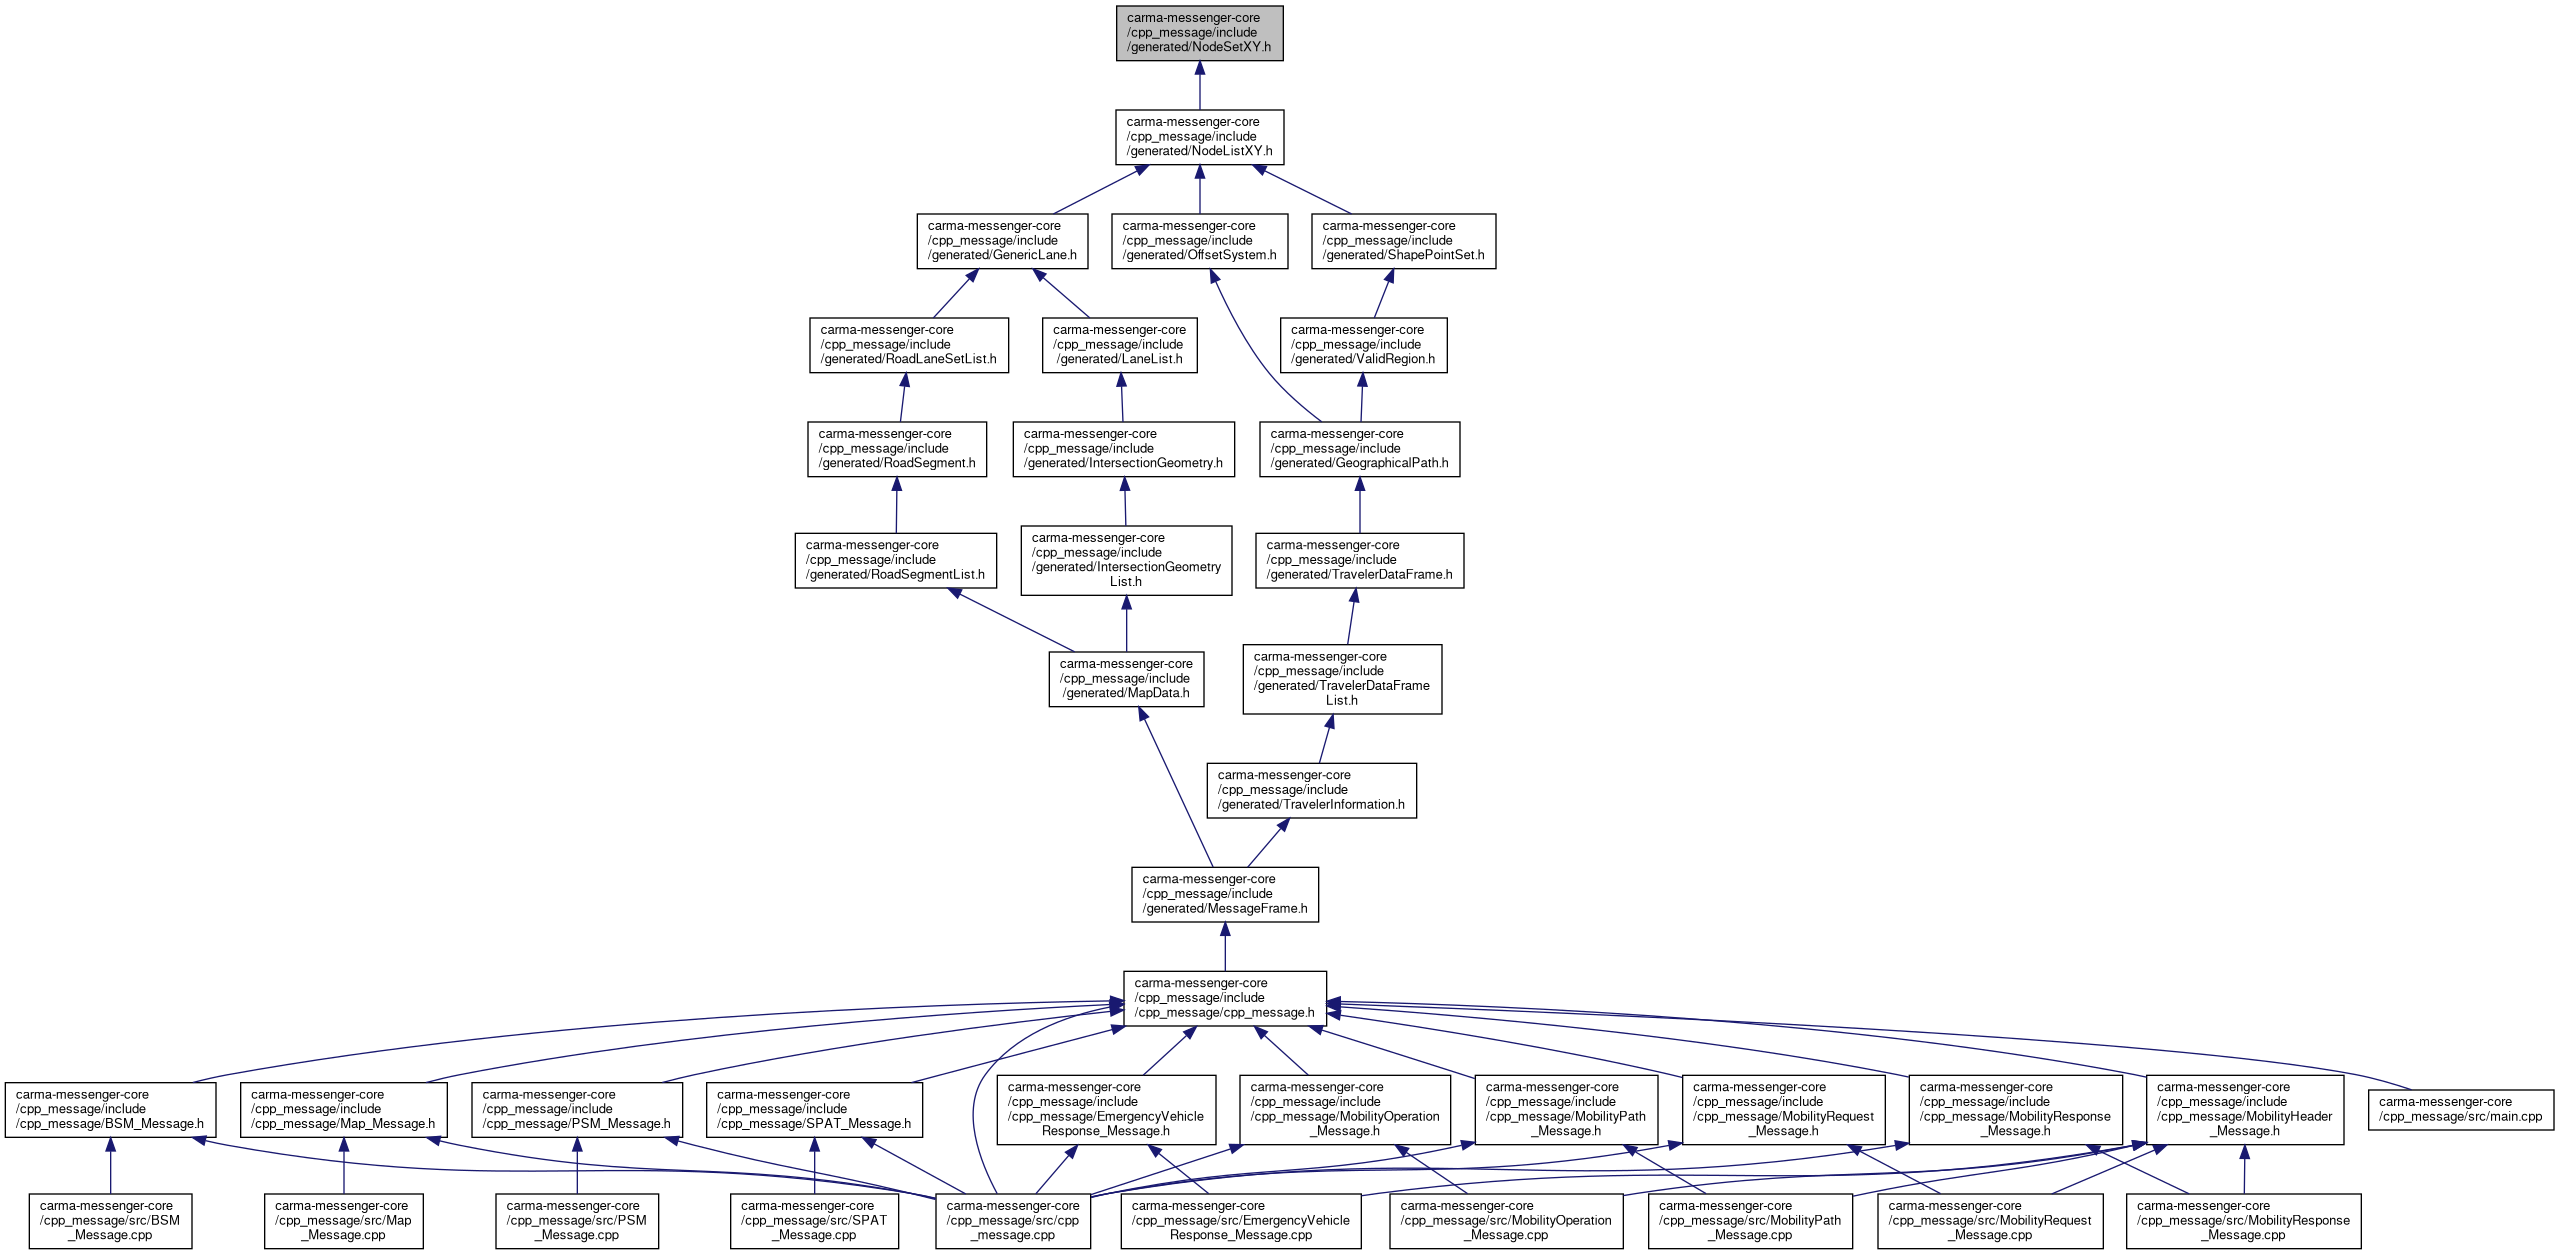 carma-messenger-core
/cpp_message/include
/generated/NodeSetXY.h
carma-messenger-core
/cpp_message/include
/generated/NodeListXY.h
carma-messenger-core
/cpp_message/include
/generated/GenericLane.h
carma-messenger-core
/cpp_message/include
/generated/OffsetSystem.h
carma-messenger-core
/cpp_message/include
/generated/ShapePointSet.h
carma-messenger-core
/cpp_message/include
/generated/RoadLaneSetList.h
carma-messenger-core
/cpp_message/include
/generated/LaneList.h
carma-messenger-core
/cpp_message/include
/generated/ValidRegion.h
carma-messenger-core
/cpp_message/include
/generated/RoadSegment.h
carma-messenger-core
/cpp_message/include
/generated/IntersectionGeometry.h
carma-messenger-core
/cpp_message/include
/generated/GeographicalPath.h
carma-messenger-core
/cpp_message/include
/generated/RoadSegmentList.h
carma-messenger-core
/cpp_message/include
/generated/IntersectionGeometry
List.h
carma-messenger-core
/cpp_message/include
/generated/TravelerDataFrame.h
carma-messenger-core
/cpp_message/include
/generated/MapData.h
carma-messenger-core
/cpp_message/include
/generated/TravelerDataFrame
List.h
carma-messenger-core
/cpp_message/include
/generated/TravelerInformation.h
carma-messenger-core
/cpp_message/include
/generated/MessageFrame.h
carma-messenger-core
/cpp_message/include
/cpp_message/cpp_message.h
carma-messenger-core
/cpp_message/include
/cpp_message/BSM_Message.h
carma-messenger-core
/cpp_message/include
/cpp_message/Map_Message.h
carma-messenger-core
/cpp_message/include
/cpp_message/PSM_Message.h
carma-messenger-core
/cpp_message/include
/cpp_message/SPAT_Message.h
carma-messenger-core
/cpp_message/include
/cpp_message/EmergencyVehicle
Response_Message.h
carma-messenger-core
/cpp_message/include
/cpp_message/MobilityOperation
_Message.h
carma-messenger-core
/cpp_message/include
/cpp_message/MobilityPath
_Message.h
carma-messenger-core
/cpp_message/include
/cpp_message/MobilityRequest
_Message.h
carma-messenger-core
/cpp_message/include
/cpp_message/MobilityResponse
_Message.h
carma-messenger-core
/cpp_message/include
/cpp_message/MobilityHeader
_Message.h
carma-messenger-core
/cpp_message/src/main.cpp
carma-messenger-core
/cpp_message/src/BSM
_Message.cpp
carma-messenger-core
/cpp_message/src/Map
_Message.cpp
carma-messenger-core
/cpp_message/src/PSM
_Message.cpp
carma-messenger-core
/cpp_message/src/SPAT
_Message.cpp
carma-messenger-core
/cpp_message/src/cpp
_message.cpp
carma-messenger-core
/cpp_message/src/EmergencyVehicle
Response_Message.cpp
carma-messenger-core
/cpp_message/src/MobilityOperation
_Message.cpp
carma-messenger-core
/cpp_message/src/MobilityPath
_Message.cpp
carma-messenger-core
/cpp_message/src/MobilityRequest
_Message.cpp
carma-messenger-core
/cpp_message/src/MobilityResponse
_Message.cpp